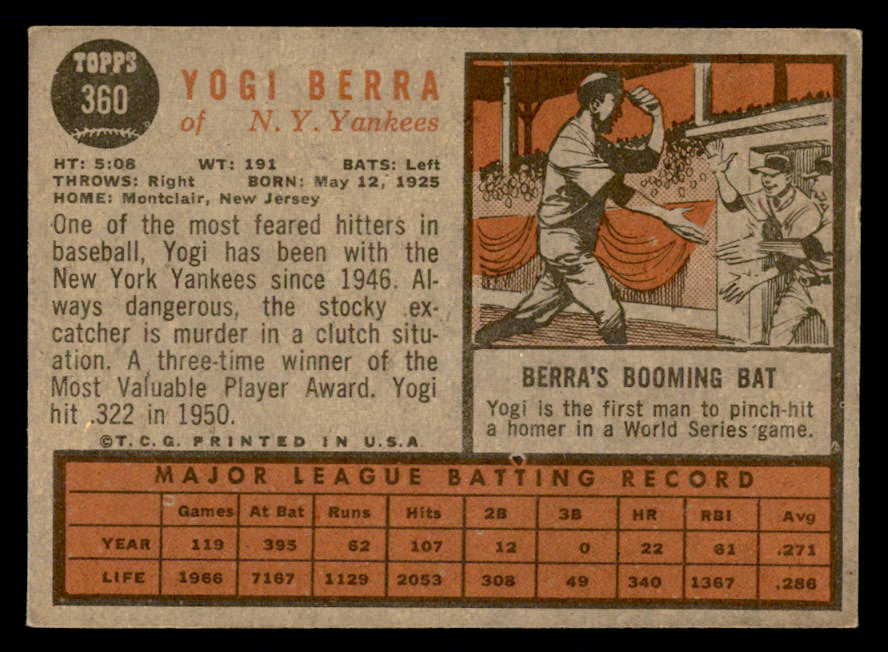 TOPPS
360
YOGI BERRA
of N. Y. Yankees
HT: 5:08 WT: 191 BATS: Left
THROWS: Right BORN: May 12, 1925
HOME: Montclair, New Jersey
One of the most feared hitters in
baseball, Yogi has been with the
New York Yankees since 1946. Al-
ways dangerous, the stocky ex-
catcher is murder in a clutch situ-
ation. A three-time winner of the
Most Valuable Player Award. Yogi
hit .322 in 1950.
©T.C.G. PRINTED IN U.S.A.
BERRA'S BOOMING BAT
Yogi is the first man to pinch-hit
a homer in a World Series game.
MAJOR LEAGUE BATTING RECORD
Games At Bat Runs Hits 2B 3B HR RBI Avg
YEAR 119 395 62 107 12 0 22 61 .271
LIFE 1966 7167 1129 2053 308 49 340 1367 .286